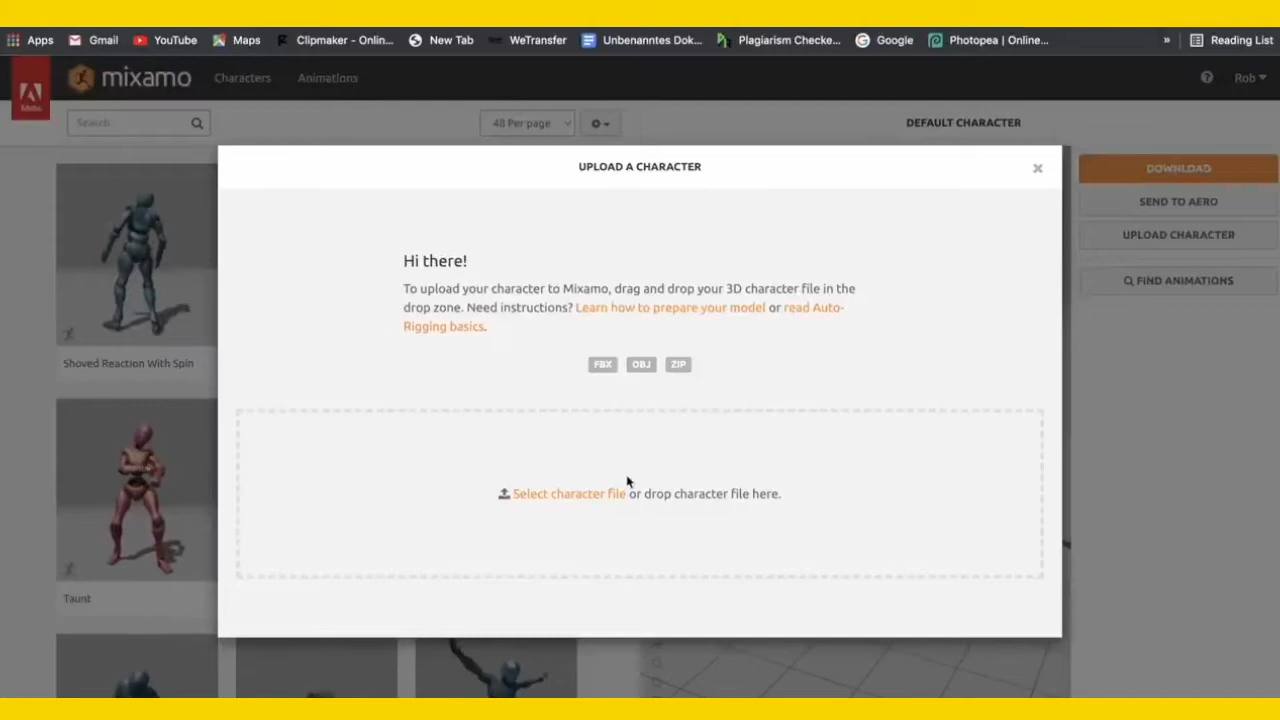 Apps Gmail YouTube Maps Clipmaker - Onlin... New Tab WeTransfer Unbenanntes Dok... Plagiarism Checke... Google Photopea | Online... » Reading List
Adobe mixamo Characters Animations Rob
Search 48 Per page DEFAULT CHARACTER
UPLOAD A CHARACTER
DOWNLOAD
SEND TO AERO
UPLOAD CHARACTER
FIND ANIMATIONS
Hi there!
To upload your character to Mixamo, drag and drop your 3D character file in the
drop zone. Need instructions? Learn how to prepare your model or read Auto-
Rigging basics.
FBX OBJ ZIP
Select character file or drop character file here.
Shoved Reaction With Spin
Taunt